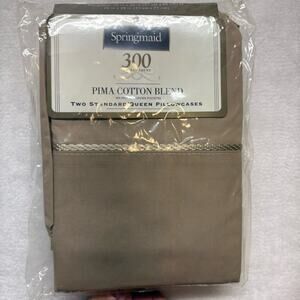 Springmaid
300
PIMA COTTON BLEND
TWO STANDARD/QUEEN PILLOWCASES